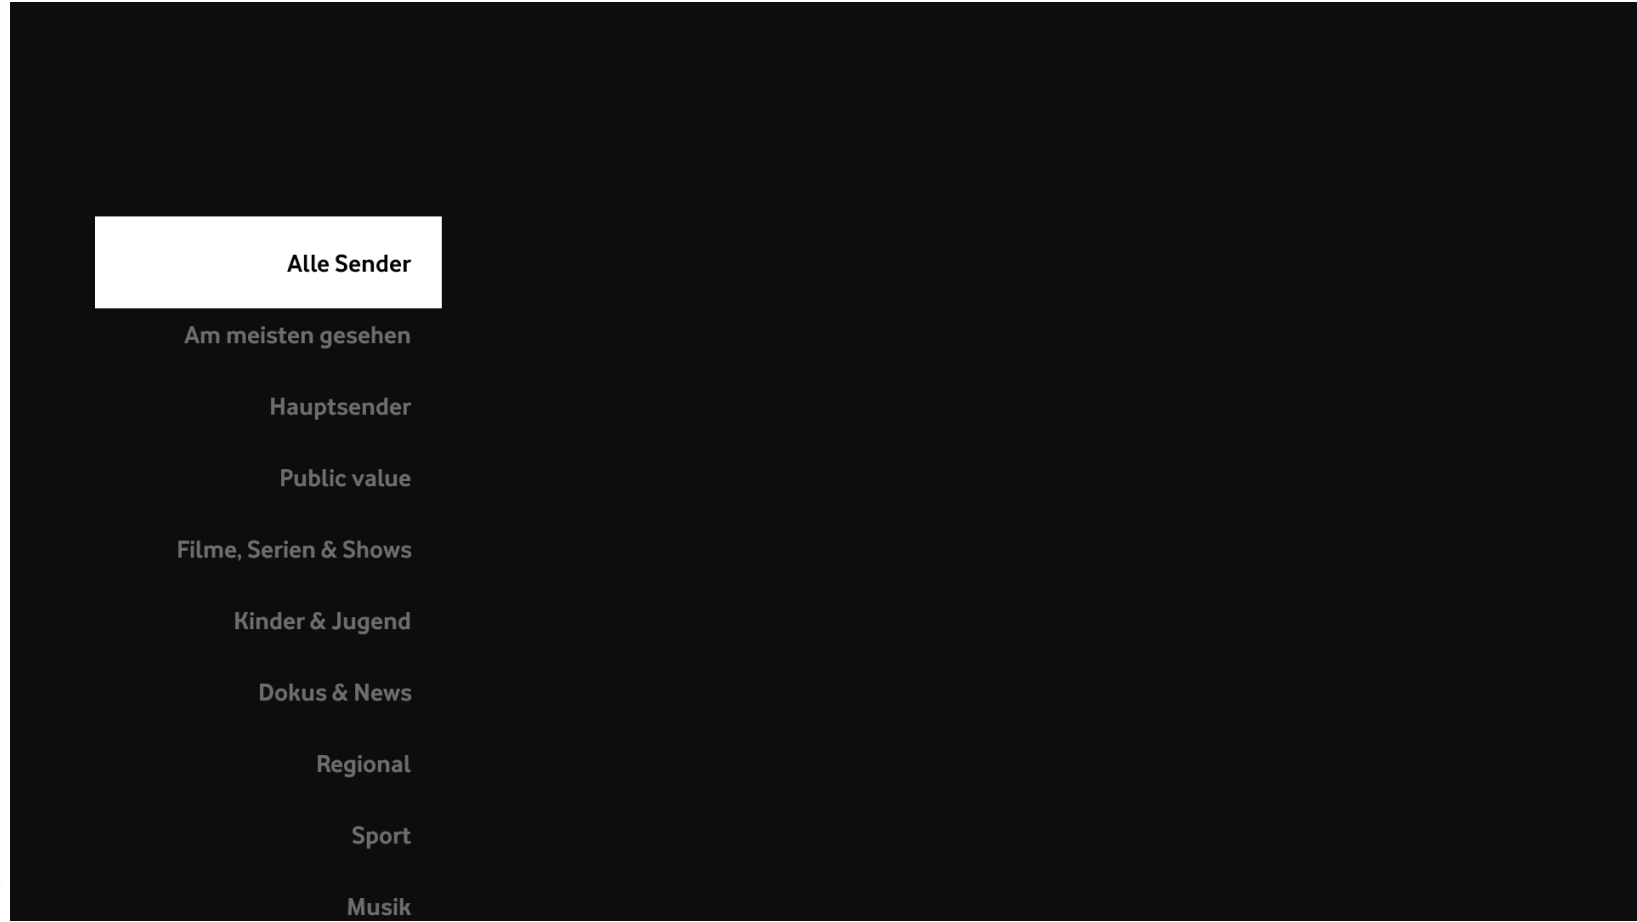 Alle Sender
Am meisten gesehen
Hauptsender
Public value
Filme, Serien & Shows
Kinder & Jugend
Dokus & News
Regional
Sport
Musik